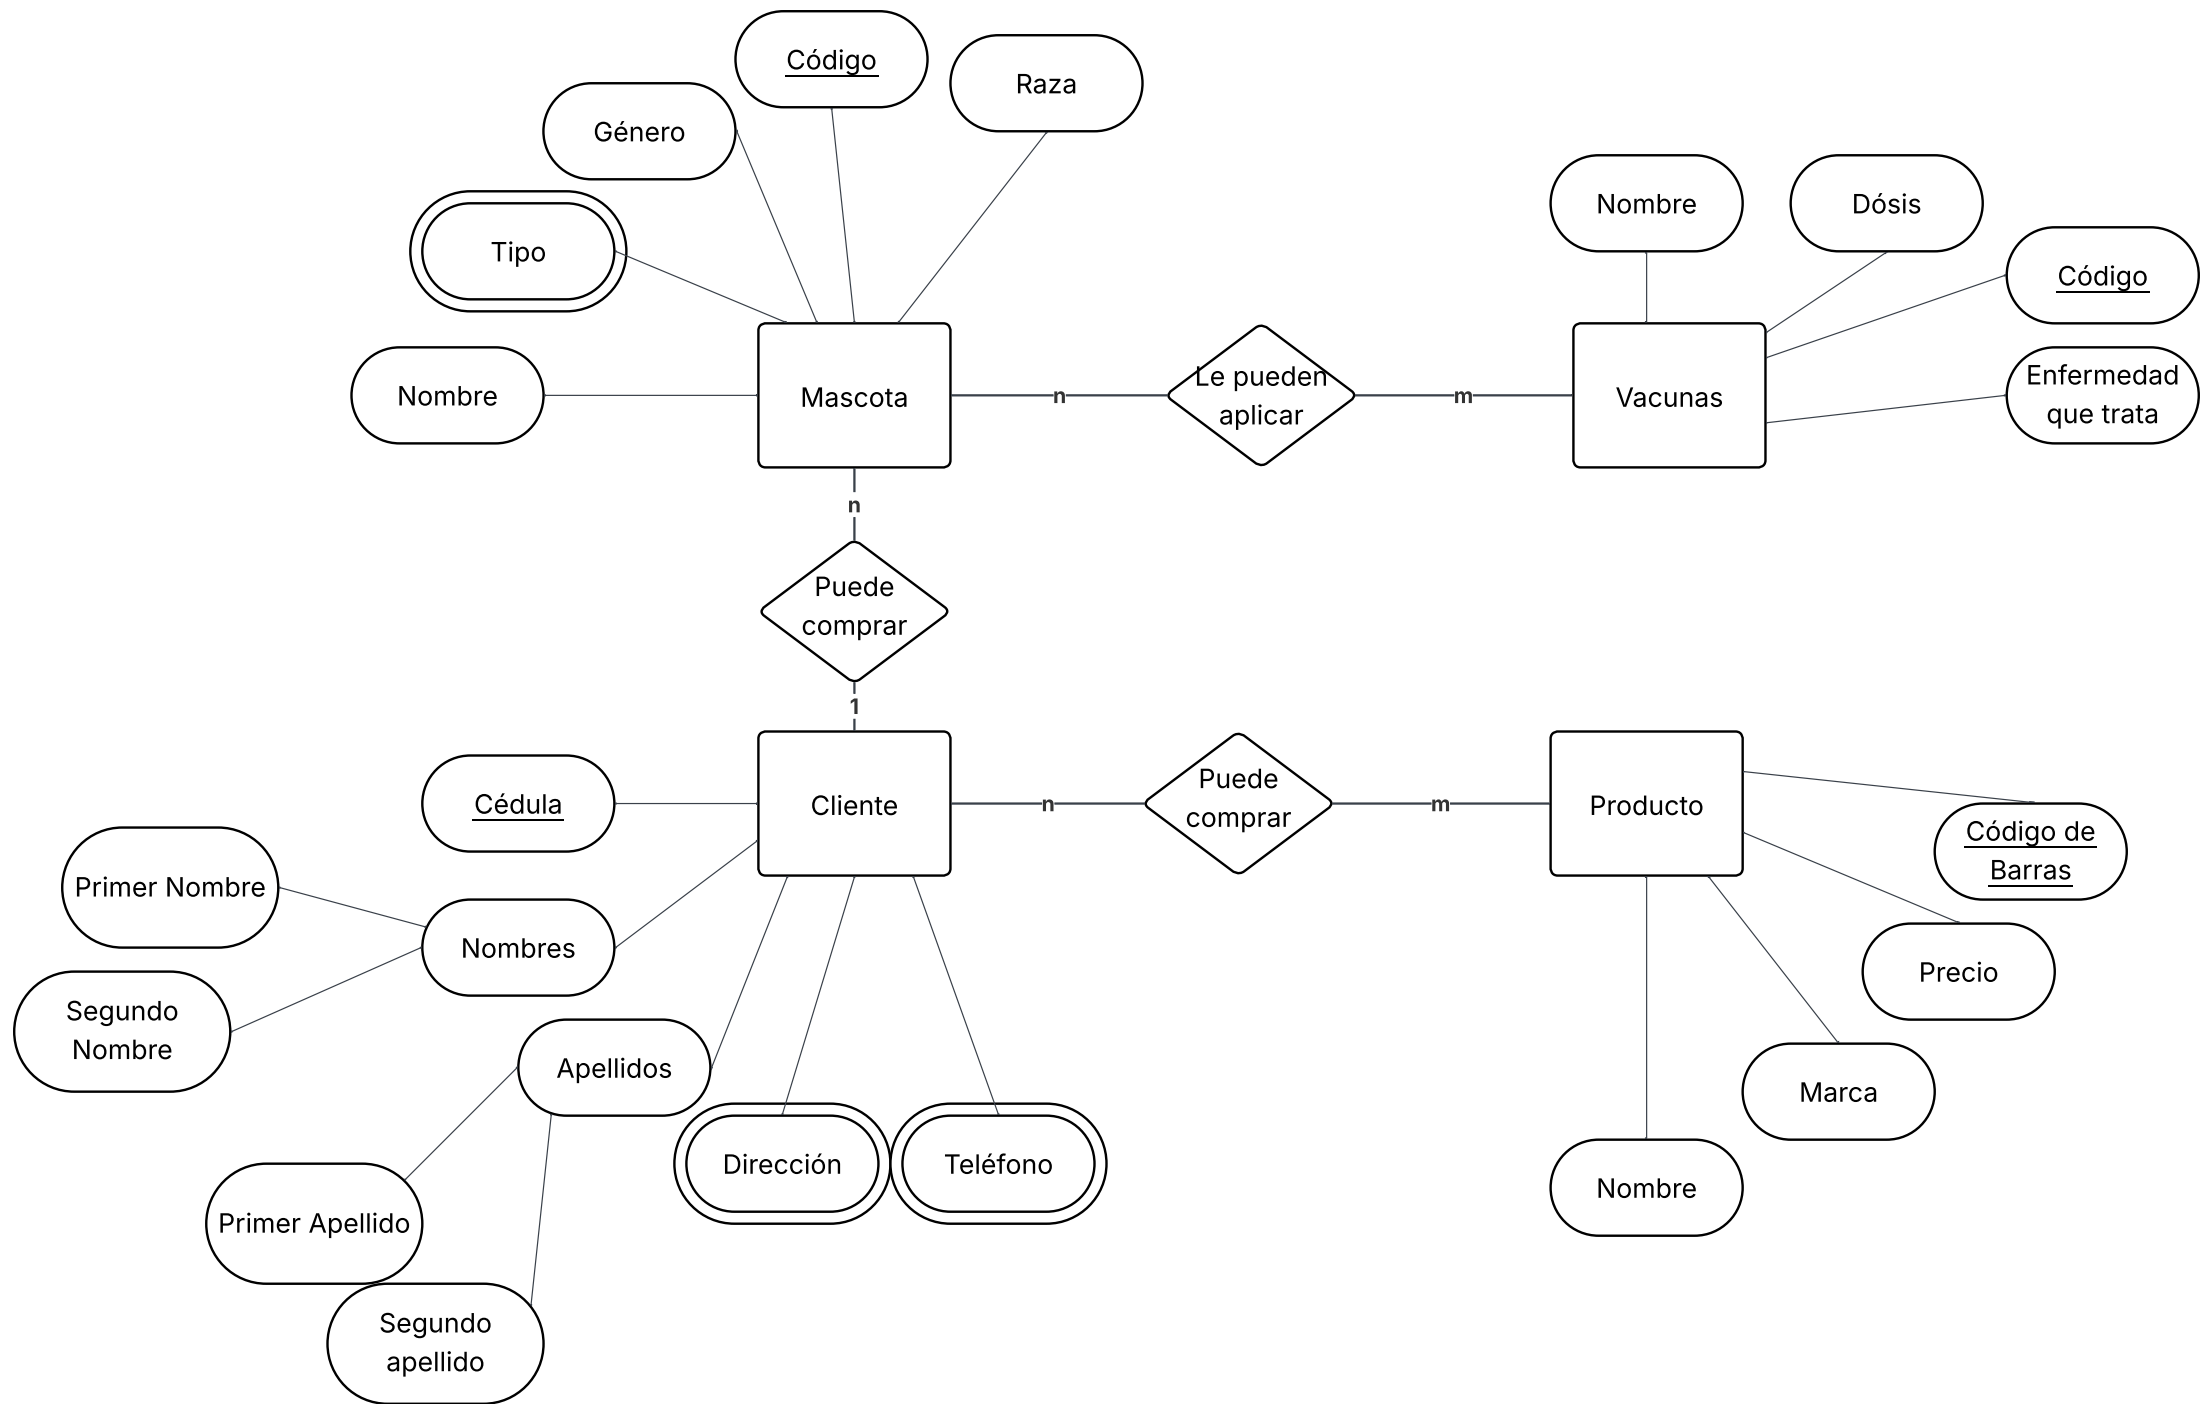 Código
Raza
Género
Tipo
Nombre
Mascota
n
Le pueden
aplicar
m
Nombre
Dósis
Código
Enfermedad
que trata
Vacunas
n
Puede
comprar
1
Cédula
Cliente
n
Puede
comprar
m
Producto
Código de
Barras
Precio
Marca
Nombre
Primer Nombre
Nombres
Segundo
Nombre
Apellidos
Primer Apellido
Segundo
apellido
Dirección
Teléfono